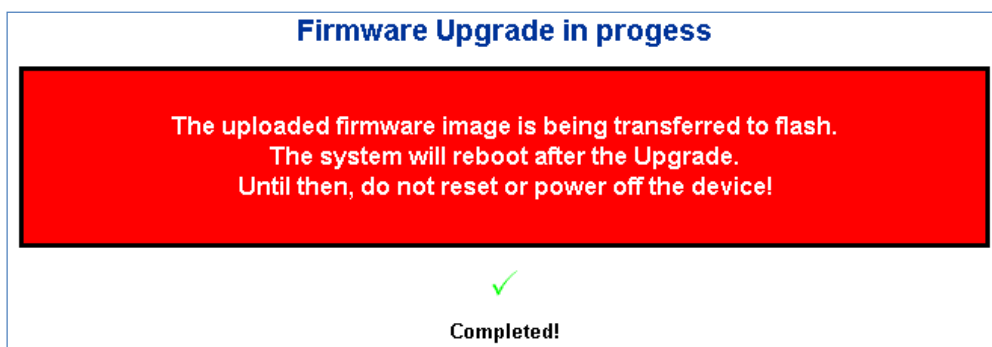 Firmware Upgrade in progess
The uploaded firmware image is being transferred to flash.
The system will reboot after the Upgrade.
Until then, do not reset or power off the device!
Completed!